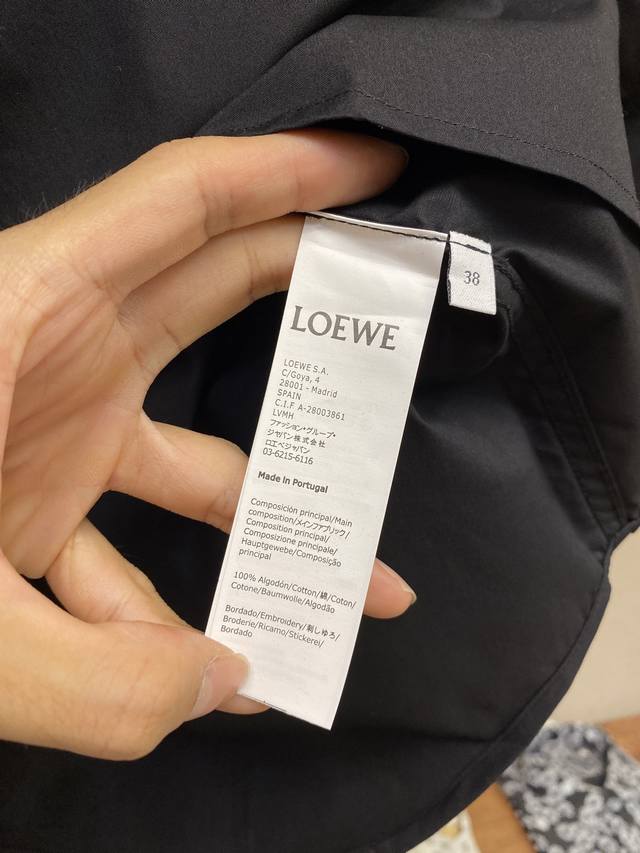 38
LOEWE
LOEWE S.A.
C/Goya, 4
28001 - Madrid
SPAIN
C.I.F A-28003861
LVMH
ファッション・グループ・
ジャパン株式会社
ロエベジャパン
03-6215-6116
Made in Portugal
Composición principal/Main
composition/メインファブリック/
Composition principal/
Composizione principale/
Hauptgewebe/Composição
principal
100% Algodón/Cotton/綿/Coton/
Cotone/Baumwolle/Algodão
Bordado/Embroidery/刺しゆろ/
Broderie/Ricamo/Stickerei/
Bordado